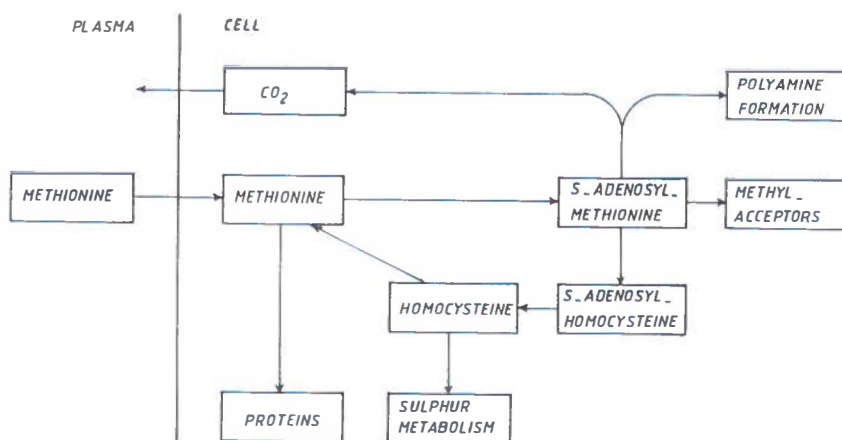 PLASMA
CELL
CO2
POLYAMINE
FORMATION
METHIONINE
METHIONINE
S_ADENOSYL_
METHIONINE
METHYL_
ACCEPTORS
HOMOCYSTEINE
S_ADENOSYL_
HOMOCYSTEINE
PROTEINS
SULPHUR
METABOLISM